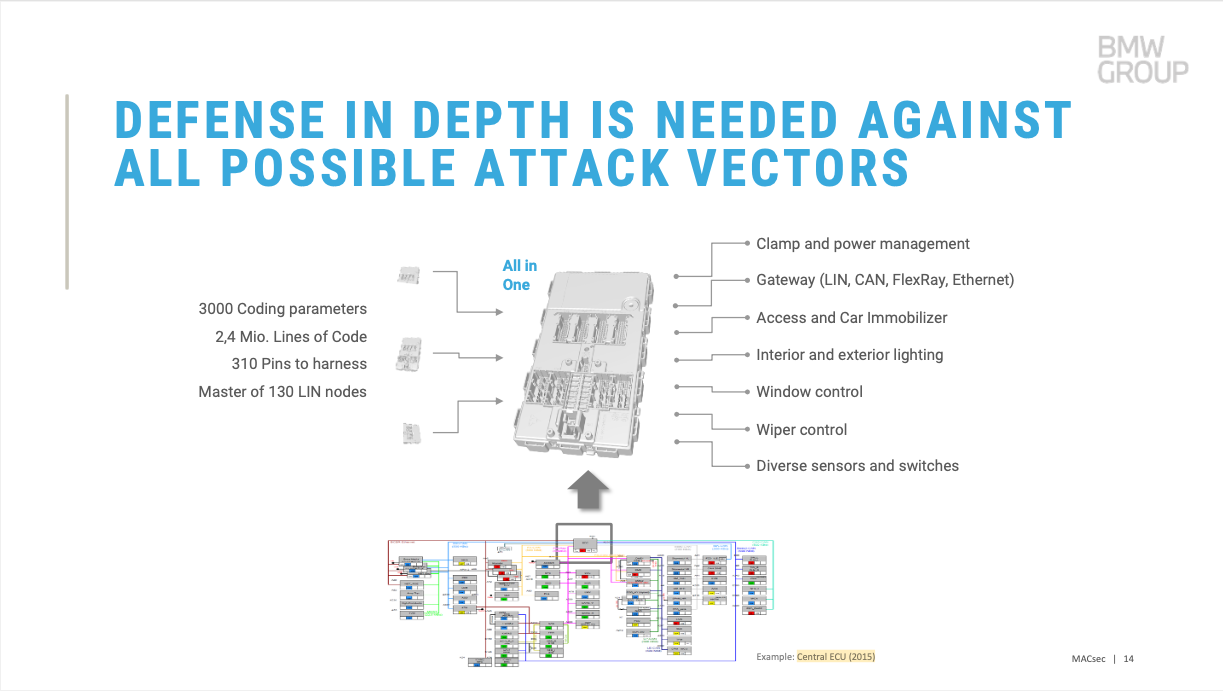 BMW
GROUP
DEFENSE IN DEPTH IS NEEDED AGAINST
ALL POSSIBLE ATTACK VECTORS
All in
One
3000 Coding parameters
2,4 Mio. Lines of Code
310 Pins to harness
Master of 130 LIN nodes
Clamp and power management
Gateway (LIN, CAN, FlexRay, Ethernet)
Access and Car Immobilizer
Interior and exterior lighting
Window control
Wiper control
Diverse sensors and switches
Example: Central ECU (2015)
MACsec | 14